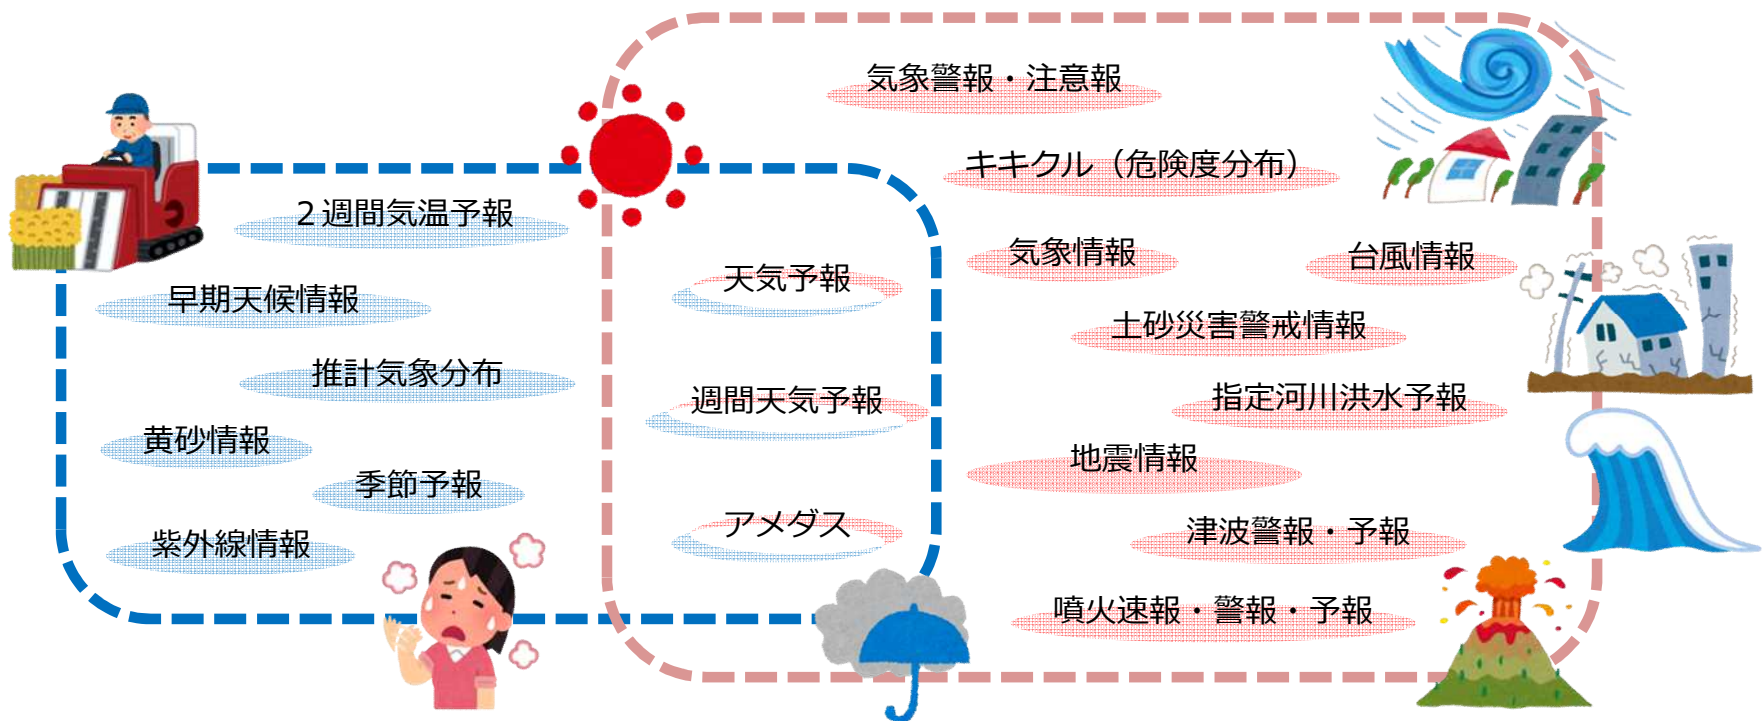 気象警報・注意報
キキクル（危険度分布）
２週間気温予報
気象情報
台風情報
天気予報
早期天候情報
土砂災害警戒情報
推計気象分布
週間天気予報
指定河川洪水予報
黄砂情報
地震情報
季節予報
アメダス
津波警報・予報
紫外線情報
噴火速報・警報・予報